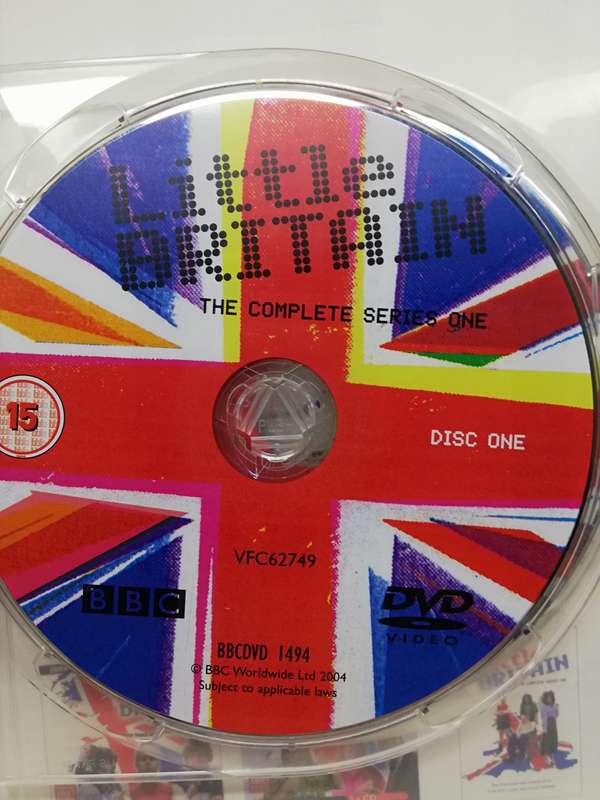 Little
BRITAIN
THE COMPLETE SERIES ONE
15
DISC ONE
VFC62749
BBC
DVD
VIDEO
BBCDVD 1494
© BBC Worldwide Ltd 2004
Subject to applicable laws